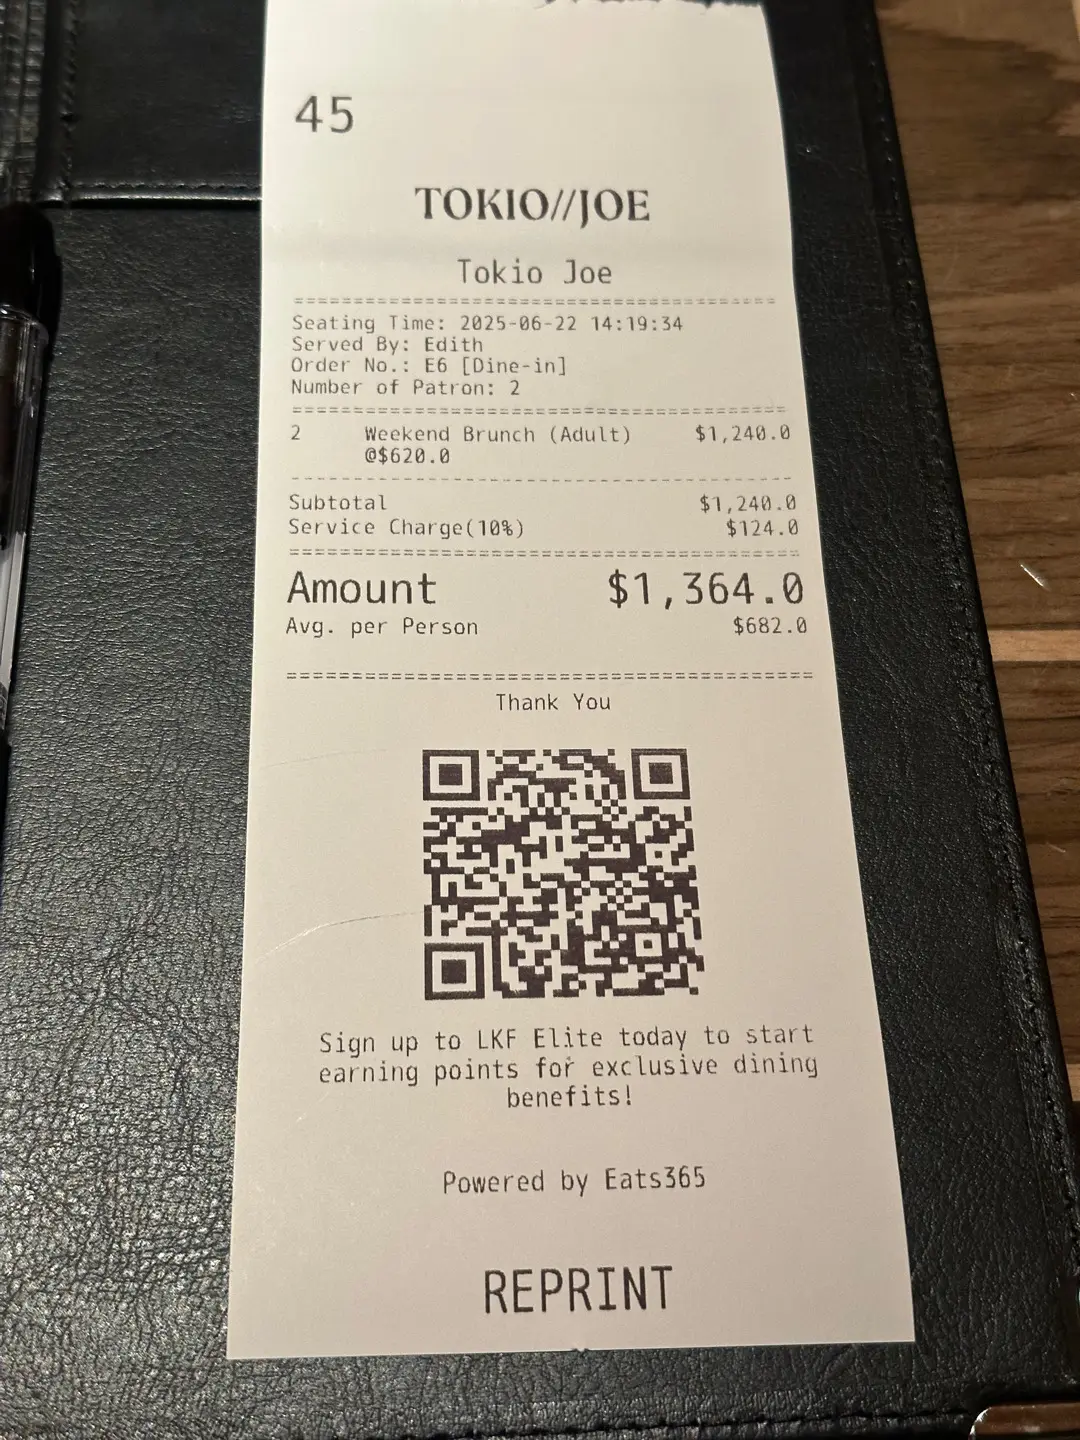 45
TOKIO//JOE
Tokio Joe
========================================
Seating Time: 2025-06-22 14:19:34
Served By: Edith
Order No.: E6 [Dine-in]
Number of Patron: 2
========================================
2 Weekend Brunch (Adult) $1,240.0
@$620.0
----------------------------------------
Subtotal $1,240.0
Service Charge(10%) $124.0
========================================
Amount $1,364.0
Avg. per Person $682.0
========================================
Thank You
Sign up to LKF Elite today to start
earning points for exclusive dining
benefits!
Powered by Eats365
REPRINT